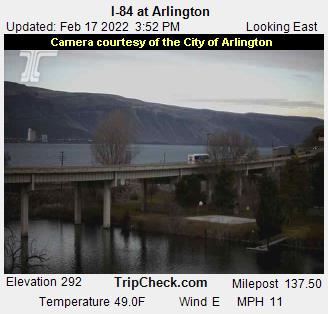 I-84 at Arlington
Updated: Feb 17 2022 3:52 PM Looking East
Camera courtesy of the City of Arlington
Elevation 292 TripCheck.com Milepost 137.50
Temperature 49.0F Wind E MPH 11